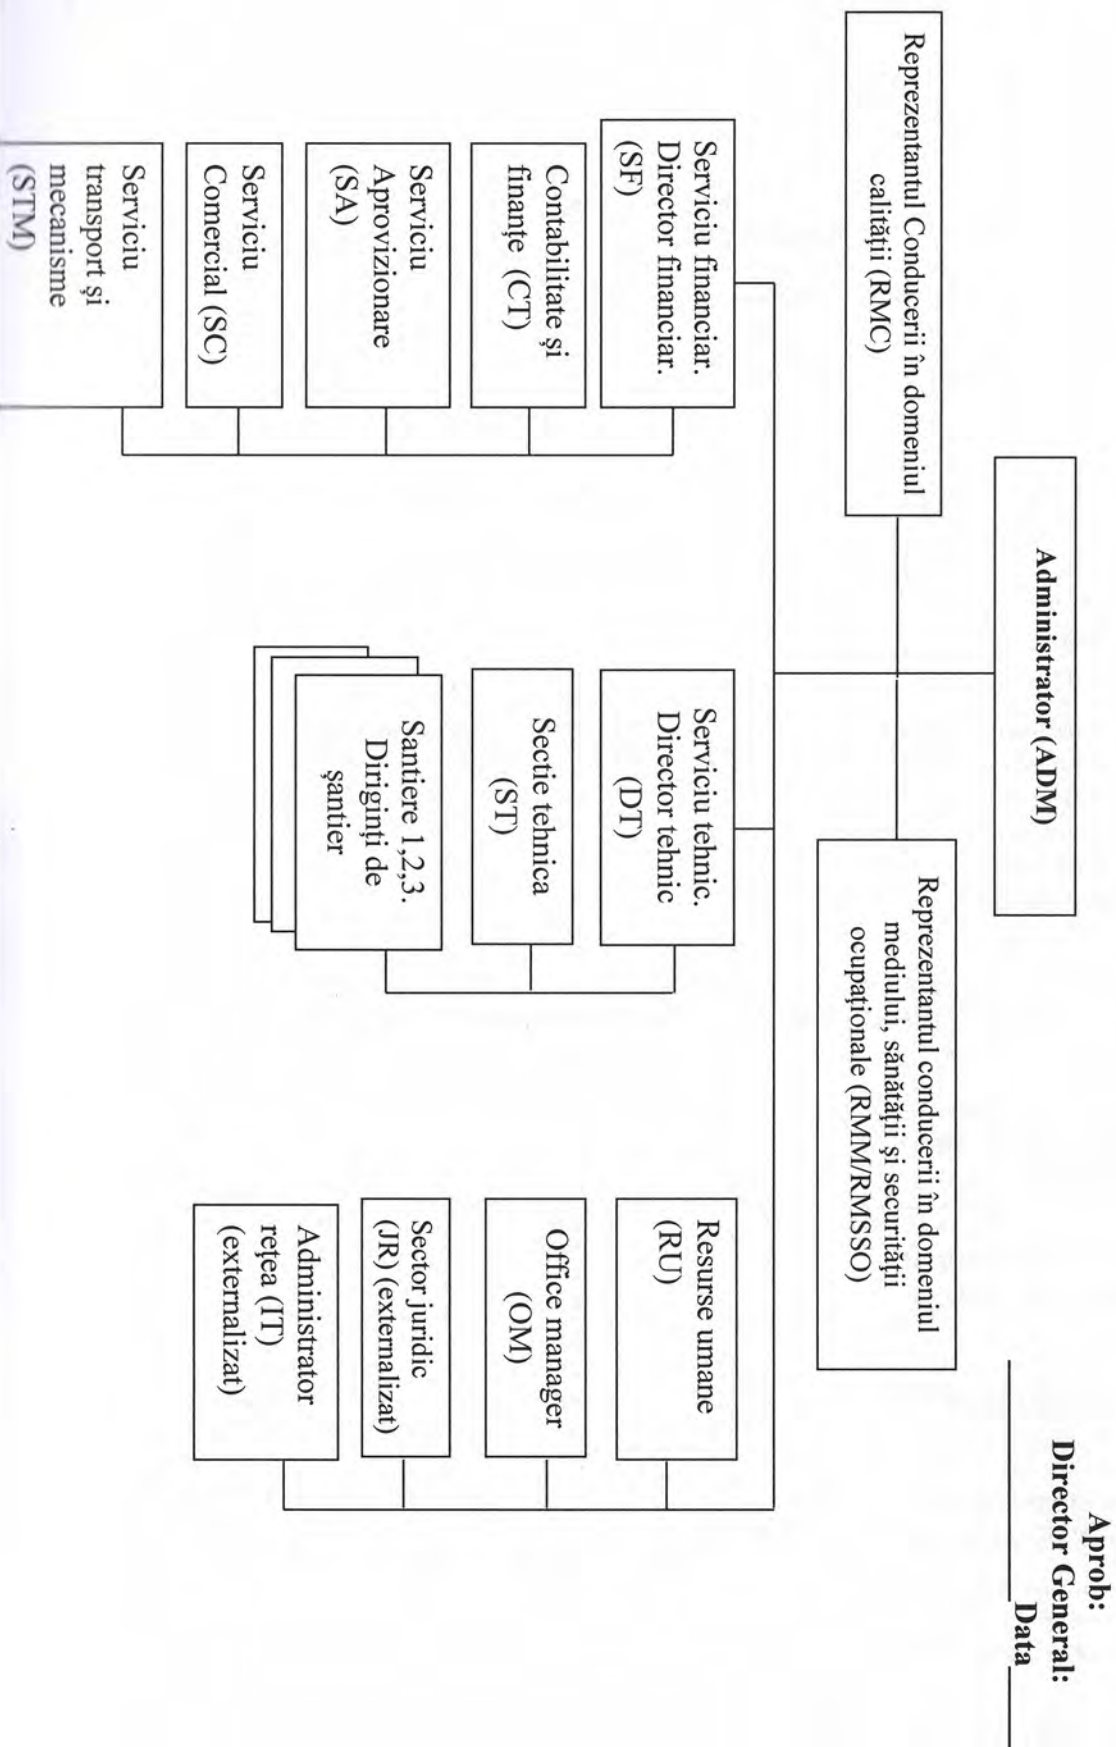 Aprob:
Director General:
Data
Administrator (ADM)
Reprezentantul Conducerii în domeniul
calității (RMC)
Reprezentantul conducerii în domeniul
mediului, sănătății și securității
ocupaționale (RMM/RMSSO)
Serviciu financiar.
Director financiar.
(SF)
Contabilitate și
finanțe (CT)
Serviciu
Aprovizionare
(SA)
Serviciu
Comercial (SC)
Serviciu
transport și
mecanisme
(STM)
Serviciu tehnic.
Director tehnic
(DT)
Sectie tehnica
(ST)
Santiere 1,2,3.
Diriginți de
șantier
Resurse umane
(RU)
Office manager
(OM)
Sector juridic
(JR) (externalizat)
Administrator
rețea (IT)
(externalizat)